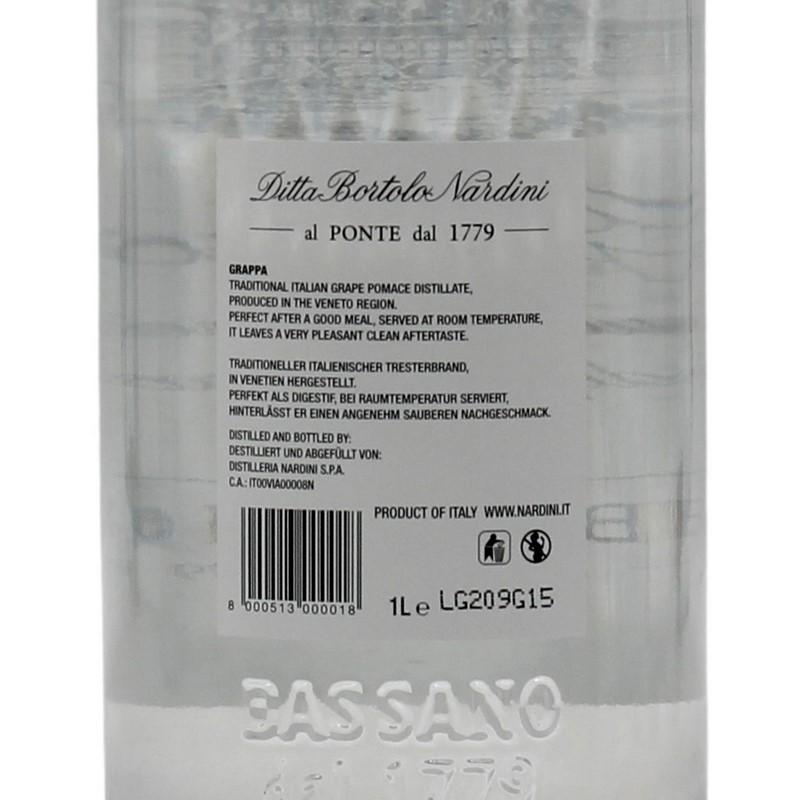 Ditta Bortolo Nardini
al PONTE dal 1779
GRAPPA
TRADITIONAL ITALIAN GRAPE POMACE DISTILLATE,
PRODUCED IN THE VENETO REGION.
PERFECT AFTER A GOOD MEAL, SERVED AT ROOM TEMPERATURE,
IT LEAVES A VERY PLEASANT CLEAN AFTERTASTE.
TRADITIONELLER ITALIENISCHER TRESTERBRAND,
IN VENETIEN HERGESTELLT.
PERFEKT ALS DIGESTIF, BEI RAUMTEMPERATUR SERVIERT,
HINTERLÄSST ER EINEN ANGENEHM SAUBEREN NACHGESCHMACK.
DISTILLED AND BOTTLED BY:
DESTILLIERT UND ABGEFÜLLT VON:
DISTILLERIA NARDINI S.P.A.
C.A.: IT00VIA00008N
PRODUCT OF ITALY WWW.NARDINI.IT
8 000513 000018
1L e LG209G15
BASSANO
dal 1779